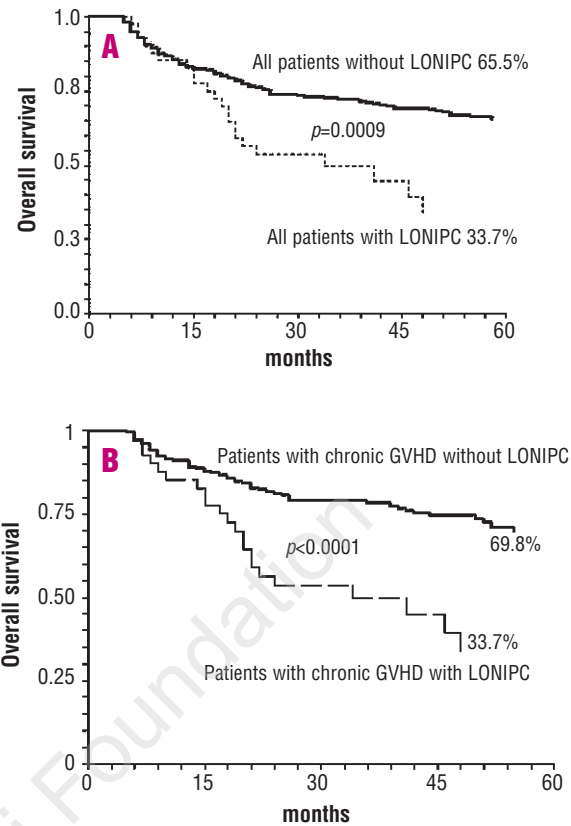 A
1.0
0.8
0.5
0.3
0.0
Overall survival
All patients without LONIPC 65.5%
p=0.0009
All patients with LONIPC 33.7%
0 15 30 45 60
months
B
1
0.75
0.50
0.25
0
Overall survival
Patients with chronic GVHD without LONIPC
69.8%
p<0.0001
33.7%
Patients with chronic GVHD with LONIPC
0 15 30 45 60
months
i Foundation